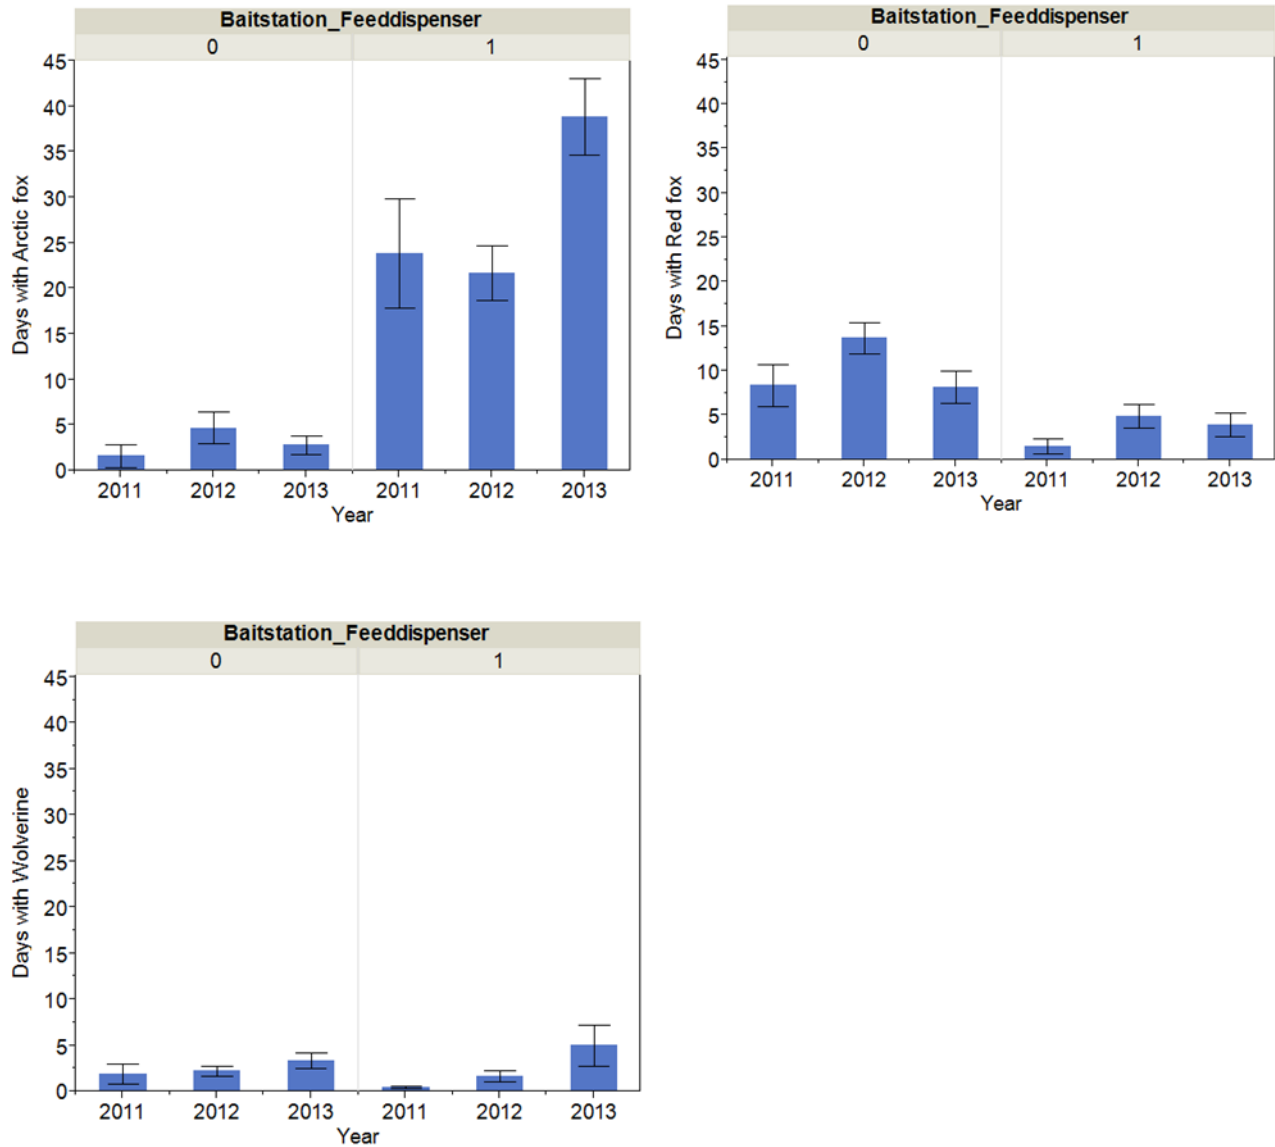 Baitstation_Feeddispenser
0 1
45
40
35
30
25
20
15
10
5
0
Days with Arctic fox
2011 2012 2013 2011 2012 2013
Year
Baitstation_Feeddispenser
0 1
45
40
35
30
25
20
15
10
5
0
Days with Red fox
2011 2012 2013 2011 2012 2013
Year
Baitstation_Feeddispenser
0 1
45
40
35
30
25
20
15
10
5
0
Days with Wolverine
2011 2012 2013 2011 2012 2013
Year